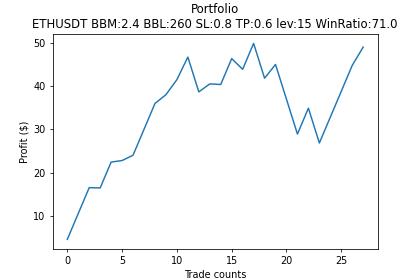 Portfolio
ETHUSDT BBM:2.4 BBL:260 SL:0.8 TP:0.6 lev:15 WinRatio:71.0
50
40
30
20
10
Profit ($)
0 5 10 15 20 25
Trade counts